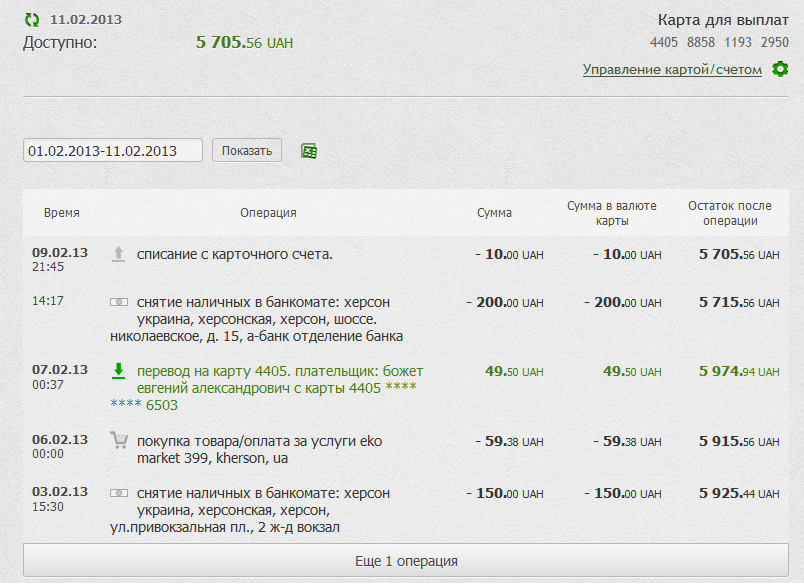 11.02.2013
Карта для выплат
Доступно:
5 705.56 UAH
4405 8858 1193 2950
Управление картой/счетом
01.02.2013-11.02.2013
Показать
Время
Операция
Сумма
Сумма в валюте
карты
Остаток после
операции
09.02.13
21:45
списание с карточного счета.
- 10.00 UAH
- 10.00 UAH
5 705.56 UAH
14:17
снятие наличных в банкомате: херсон
украина, херсонская, херсон, шоссе.
николаевское, д. 15, а-банк отделение банка
- 200.00 UAH
- 200.00 UAH
5 715.56 UAH
07.02.13
00:37
перевод на карту 4405. плательщик: божет
евгений александрович с карты 4405 ****
**** 6503
49.50 UAH
49.50 UAH
5 974.94 UAH
06.02.13
00:00
покупка товара/оплата за услуги eko
market 399, kherson, ua
- 59.38 UAH
- 59.38 UAH
5 915.56 UAH
03.02.13
15:30
снятие наличных в банкомате: херсон
украина, херсонская, херсон,
ул.привокзальная пл., 2 ж-д вокзал
- 150.00 UAH
- 150.00 UAH
5 925.44 UAH
Еще 1 операция